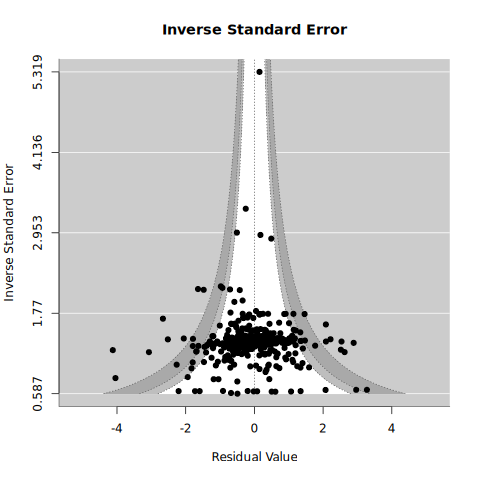 Inverse Standard Error
Inverse Standard Error
5.319
4.136
2.953
1.77
0.587
-4 -2 0 2 4
Residual Value